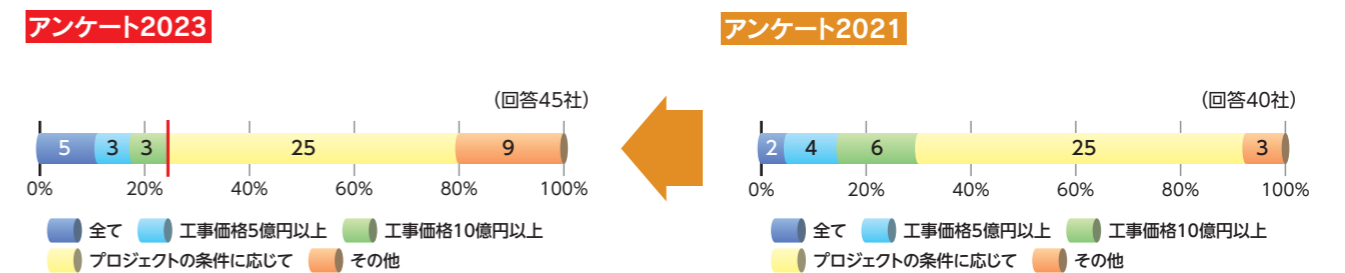 アンケート2023
(回答45社)
5 3 3 25 9
0% 20% 40% 60% 80% 100%
全て 工事価格5億円以上 工事価格10億円以上
プロジェクトの条件に応じて その他
アンケート2021
(回答40社)
2 4 6 25 3
0% 20% 40% 60% 80% 100%
全て 工事価格5億円以上 工事価格10億円以上
プロジェクトの条件に応じて その他